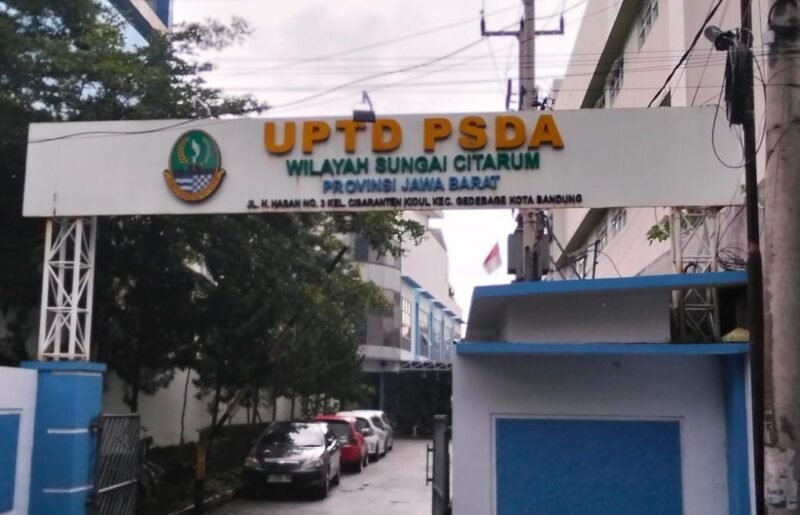 UPTD PSDA
WILAYAH SUNGAI CITARUM
PROVINSI JAWA BARAT
JL. H. HASAN NO. 3 KEL. CISARANTEN KIDUL KEC. GEDEBAGE KOTA BANDUNG